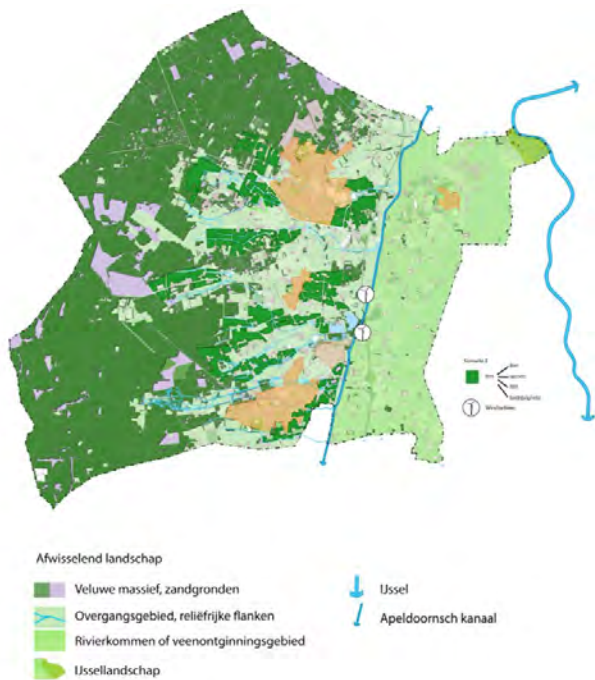 Afwisselend landschap
Veluwe massief, zandgronden
Overgangsgebied, reliëfrijke flanken
Rivierkommen of veenontginningsgebied
IJssellandschap
IJssel
Apeldoornsch kanaal